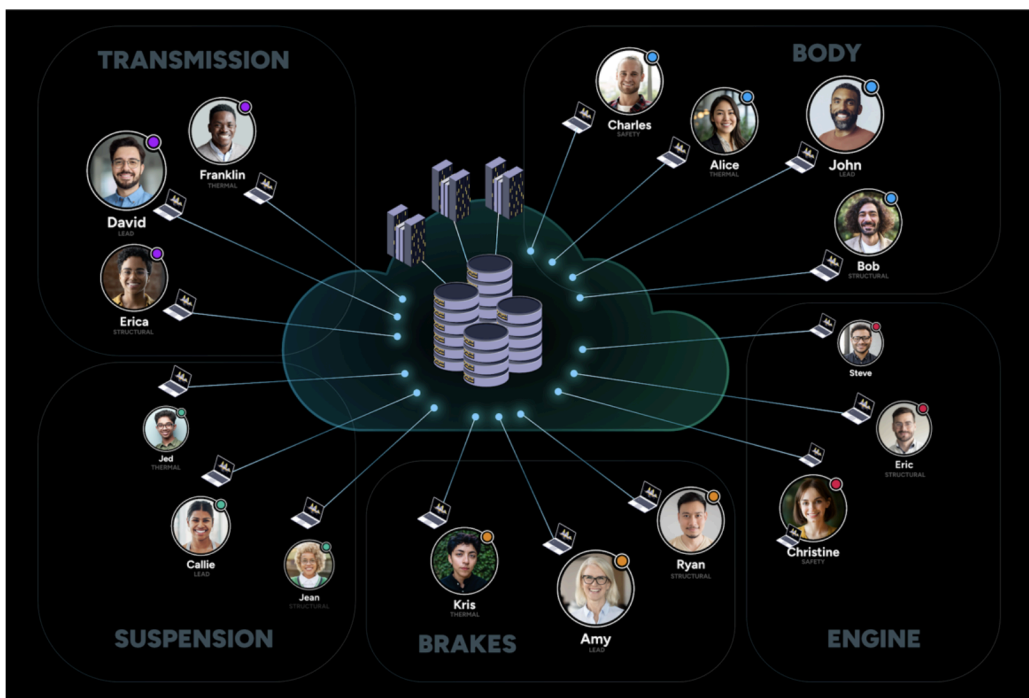 TRANSMISSION
BODY
Charles
SAFETY
Alice
THERMAL
John
LEAD
Franklin
THERMAL
David
LEAD
Bob
STRUCTURAL
Erica
STRUCTURAL
Steve
Jed
THERMAL
Eric
STRUCTURAL
Callie
LEAD
Jean
STRUCTURAL
Kris
THERMAL
Amy
LEAD
Ryan
STRUCTURAL
Christine
SAFETY
SUSPENSION
BRAKES
ENGINE